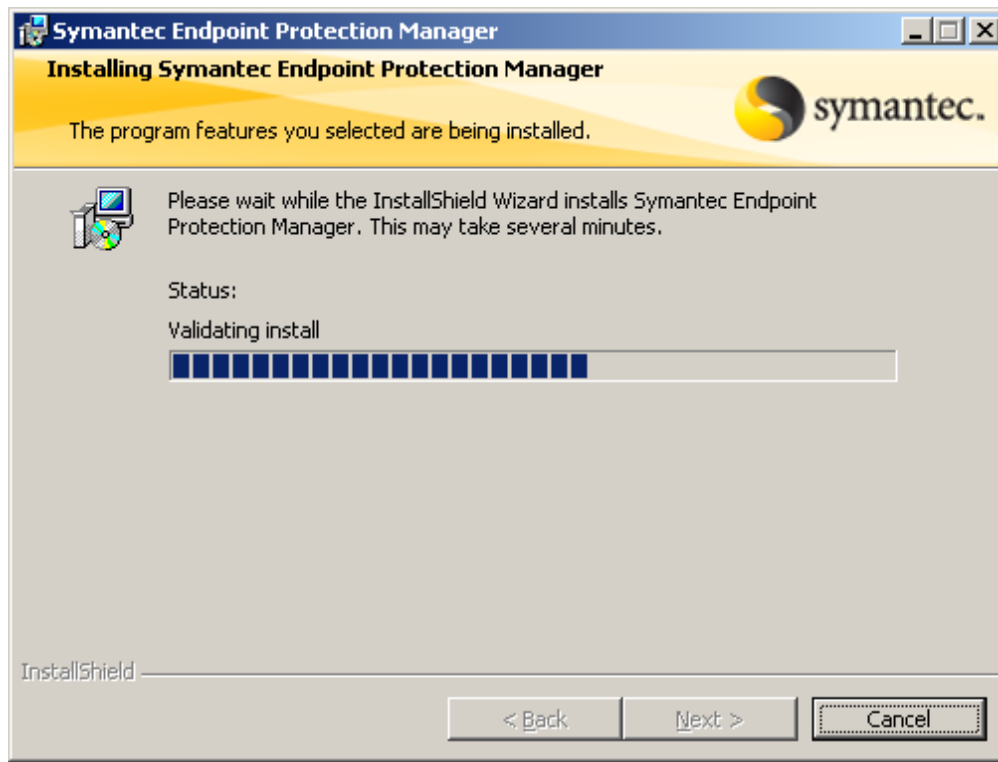 Symantec Endpoint Protection Manager
Installing Symantec Endpoint Protection Manager
symantec.
The program features you selected are being installed.
Please wait while the InstallShield Wizard installs Symantec Endpoint
Protection Manager. This may take several minutes.
Status:
Validating install
InstallShield
< Back
Next >
Cancel